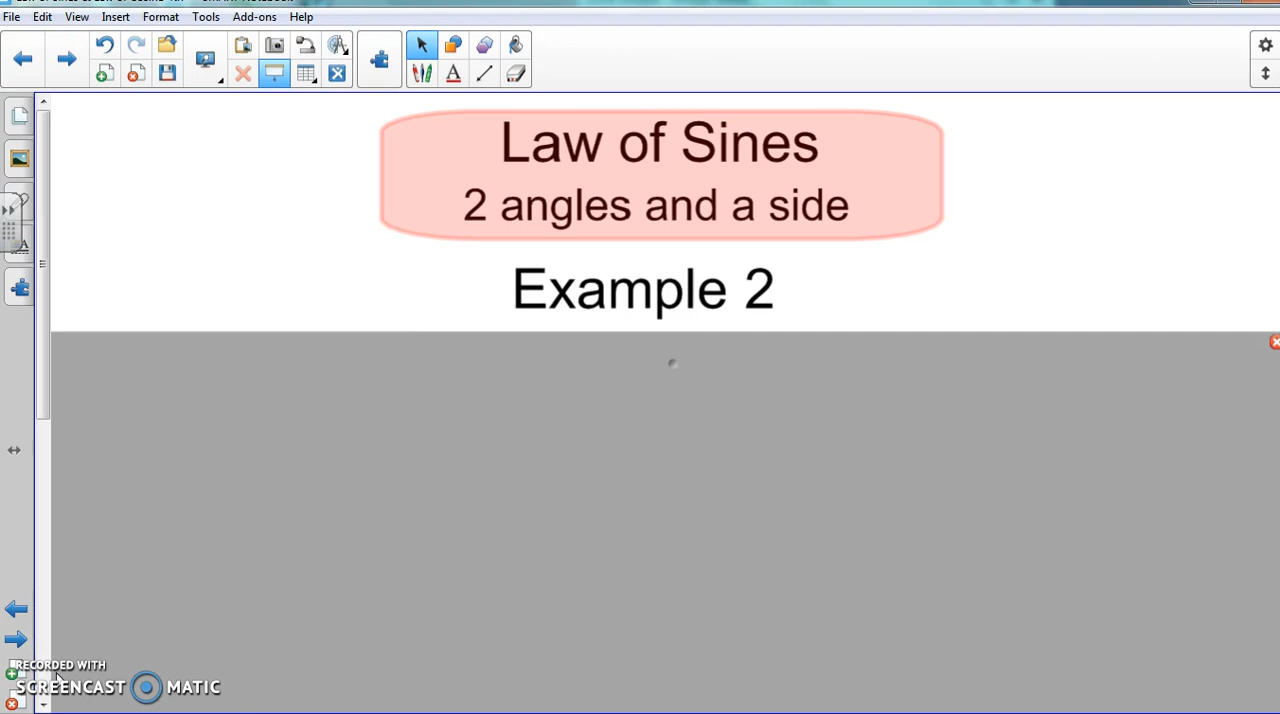 File Edit View Insert Format Tools Add-ons Help
Law of Sines
2 angles and a side
Example 2
RECORDED WITH
SCREENCAST MATIC